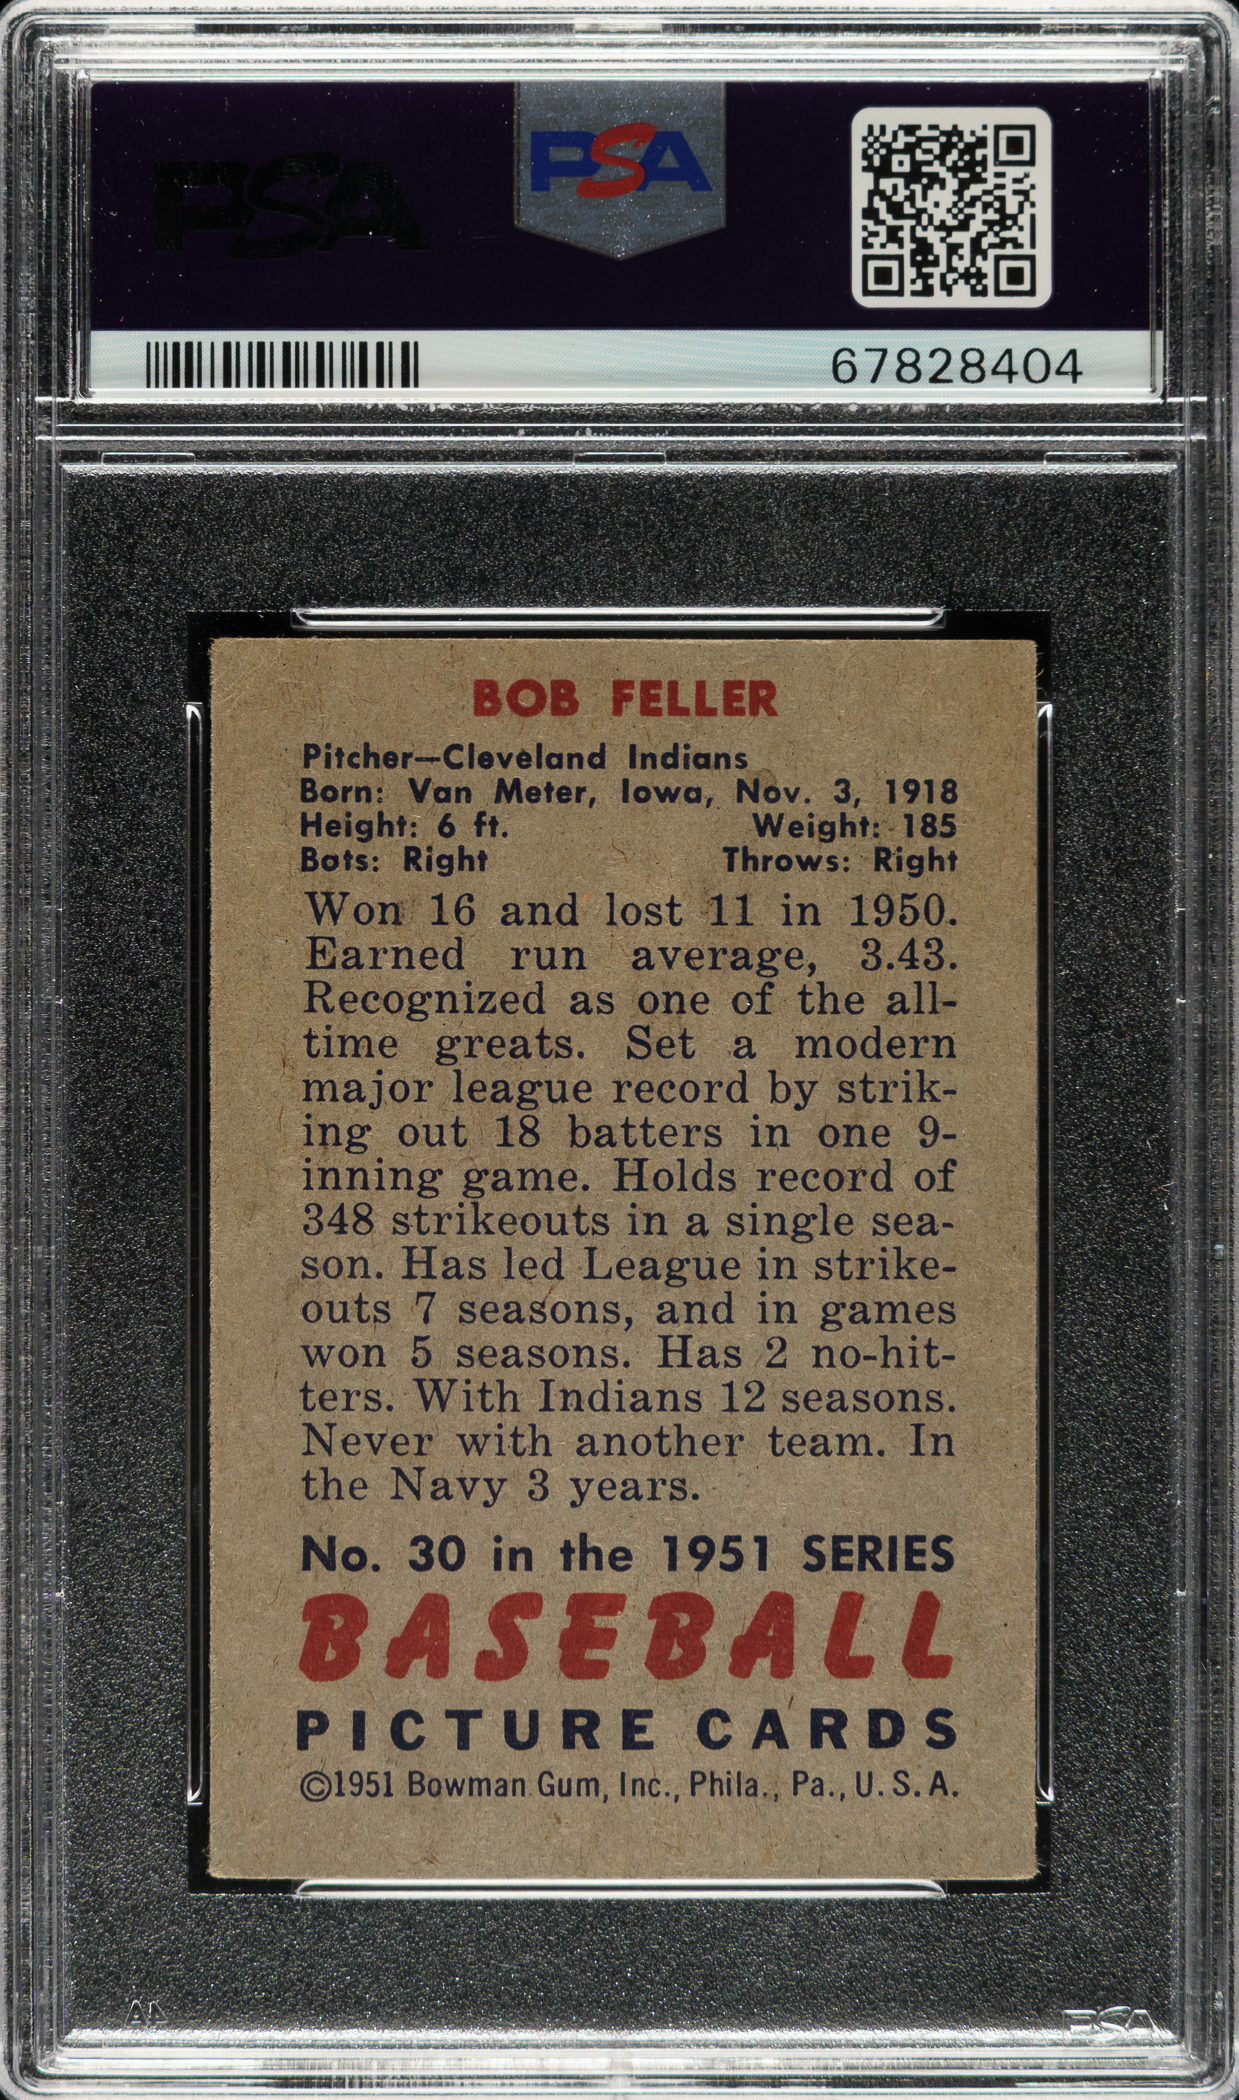 PSA
PSA
67828404
BOB FELLER
Pitcher—Cleveland Indians
Born: Van Meter, Iowa, Nov. 3, 1918
Height: 6 ft. Weight: 185
Bats: Right Throws: Right
Won 16 and lost 11 in 1950.
Earned run average, 3.43.
Recognized as one of the all-
time greats. Set a modern
major league record by strik-
ing out 18 batters in one 9-
inning game. Holds record of
348 strikeouts in a single sea-
son. Has led League in strike-
outs 7 seasons, and in games
won 5 seasons. Has 2 no-hit-
ters. With Indians 12 seasons.
Never with another team. In
the Navy 3 years.
No. 30 in the 1951 SERIES
BASEBALL
PICTURE CARDS
©1951 Bowman Gum, Inc., Phila., Pa., U. S. A.
PSA